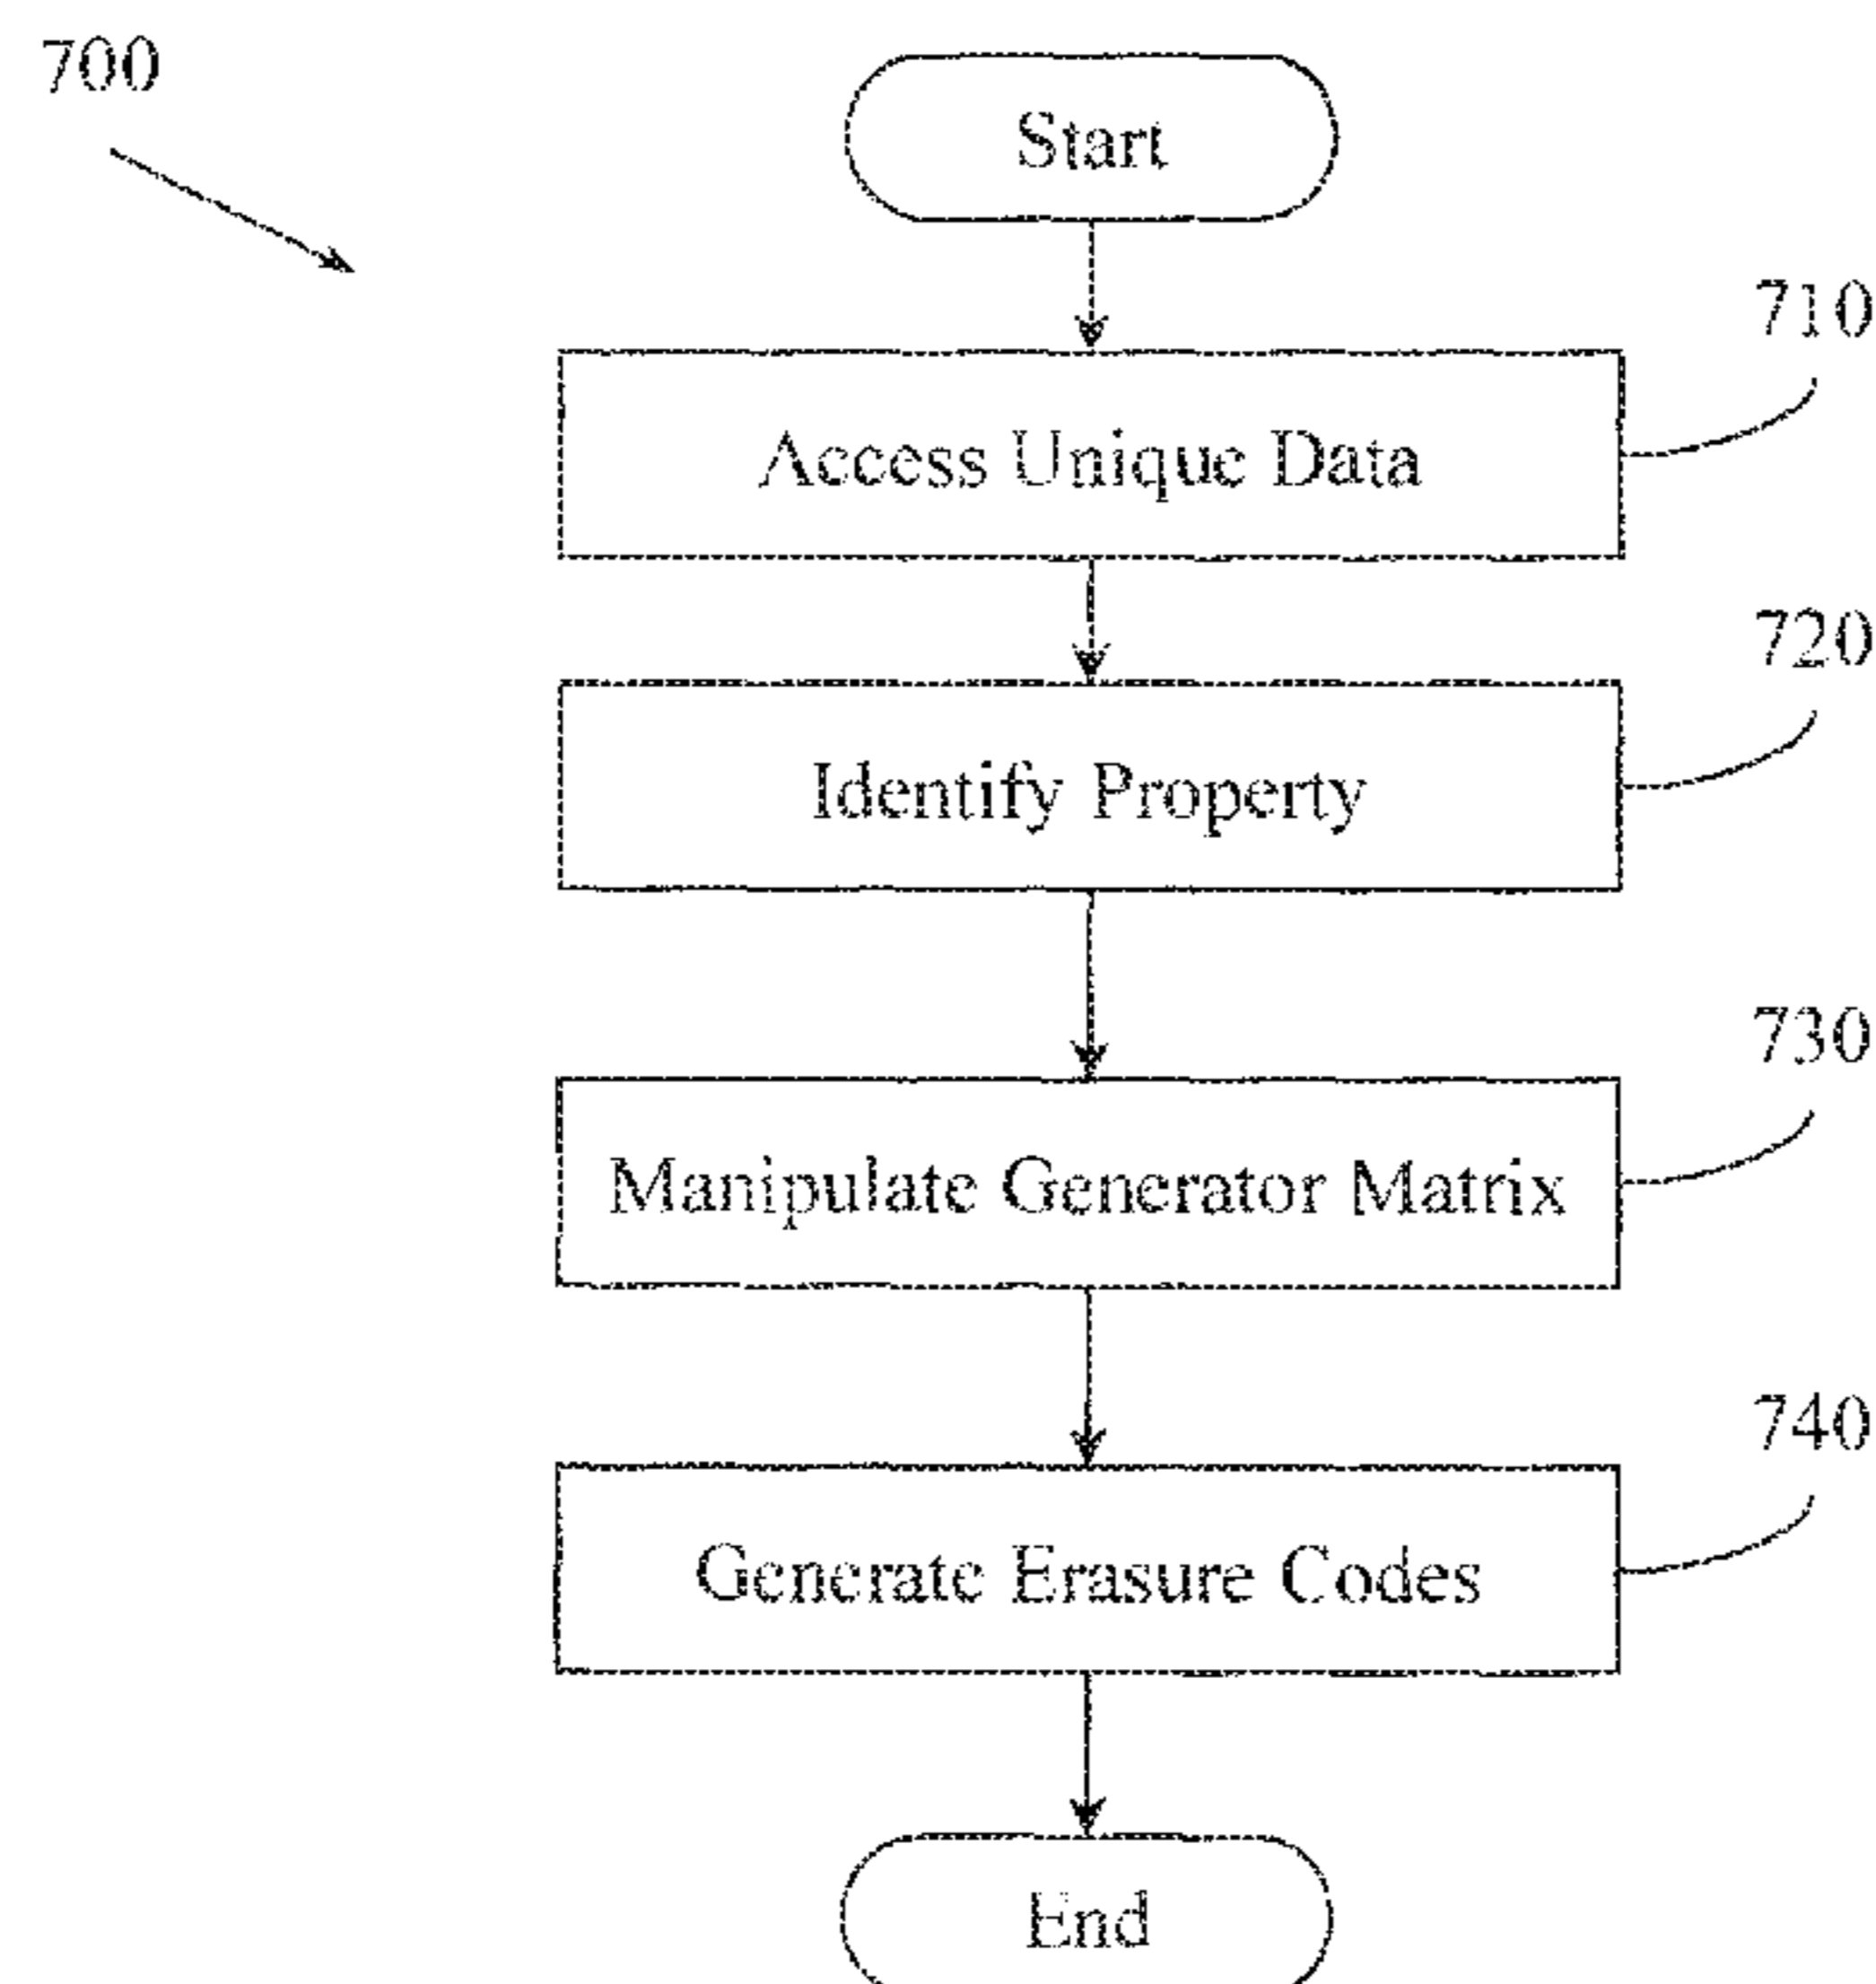 700
Start
710
Access Unique Data
720
Identify Property
730
Manipulate Generator Matrix
740
Generate Erasure Codes
End